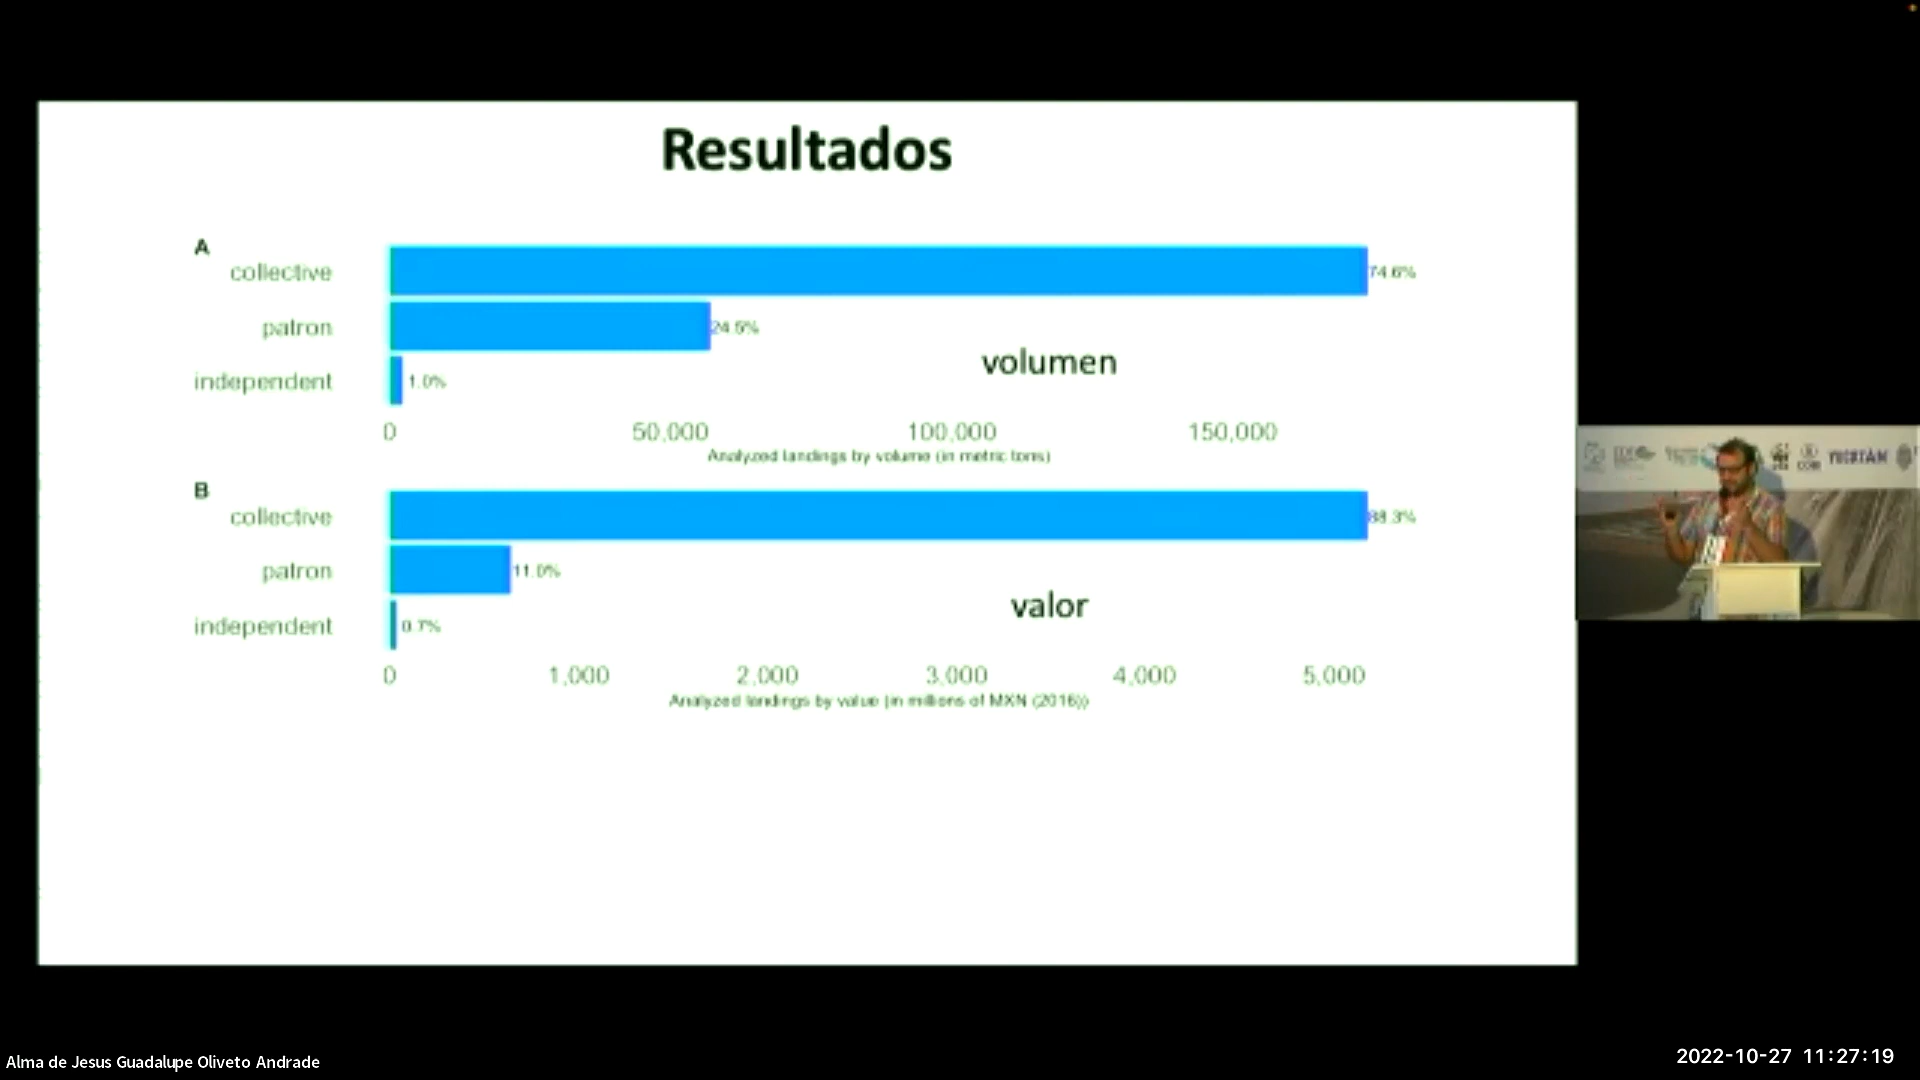 Resultados
A
collective
74.6%
patron
24.5%
independent
1.0%
volumen
0
50,000
100,000
150,000
Analyzed landings by volume (in metric tons)
B
collective
88.3%
patron
11.0%
independent
0.7%
valor
0
1,000
2,000
3,000
4,000
5,000
Analyzed landings by value (in millions of MXN (2016))
YUCATÁN
Alma de Jesus Guadalupe Oliveto Andrade
2022-10-27 11:27:19